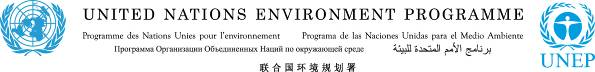 UNITED NATIONS ENVIRONMENT PROGRAMME
Programme des Nations Unies pour l'environnement Programa de las Naciones Unidas para el Medio Ambiente
Программа Организации Объединенных Наций по окружающей среде برنامج الأمم المتحدة للبيئة
联合国环境规划署
UNEP